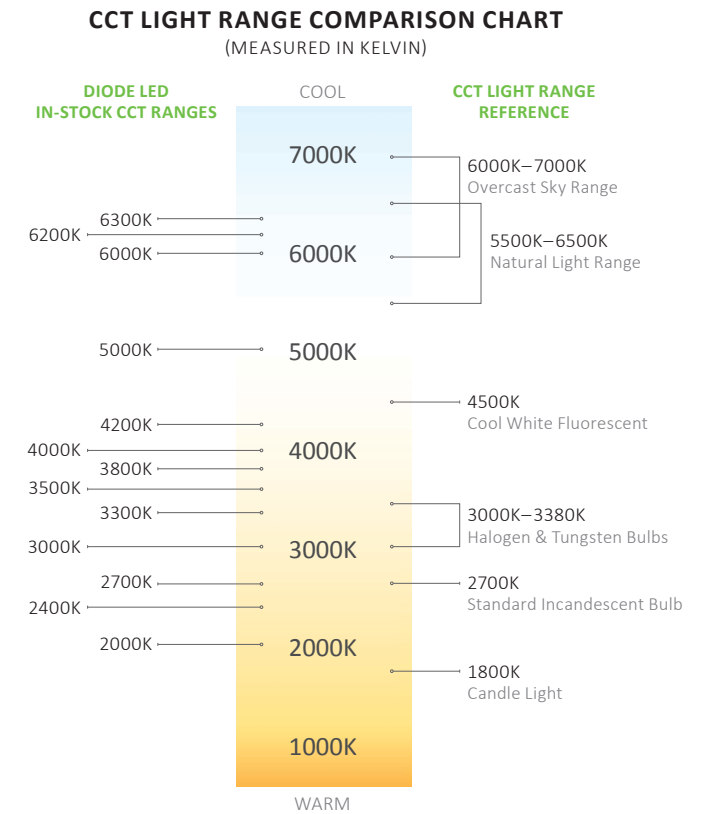 CCT LIGHT RANGE COMPARISON CHART
(MEASURED IN KELVIN)
DIODE LED
IN-STOCK CCT RANGES
6300K
6200K
6000K
5000K
4200K
4000K
3800K
3500K
3300K
3000K
2700K
2400K
2000K
COOL
7000K
6000K
5000K
4000K
3000K
2000K
1000K
WARM
CCT LIGHT RANGE
REFERENCE
6000K–7000K
Overcast Sky Range
5500K–6500K
Natural Light Range
4500K
Cool White Fluorescent
3000K–3380K
Halogen & Tungsten Bulbs
2700K
Standard Incandescent Bulb
1800K
Candle Light